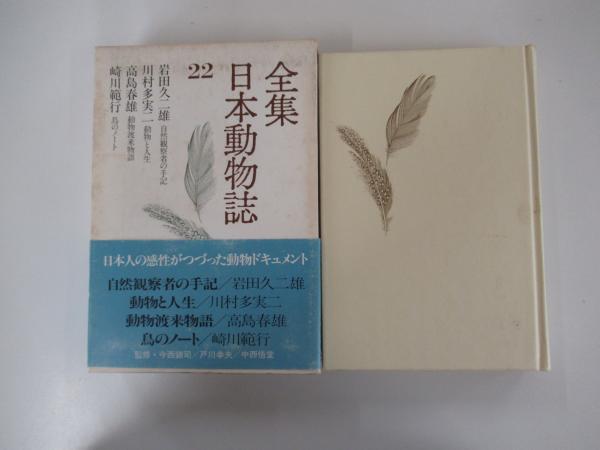 全集
日本動物誌
22
岩田久二雄 自然観察者の手記
川村多実二 動物と人生
高島春雄 動物渡来物語
崎川範行 鳥のノート
日本人の感性がつづった動物ドキュメント
自然観察者の手記/岩田久二雄
動物と人生/川村多実二
動物渡来物語/高島春雄
鳥のノート/崎川範行
監修・今西錦司/戸川幸夫/中西悟堂